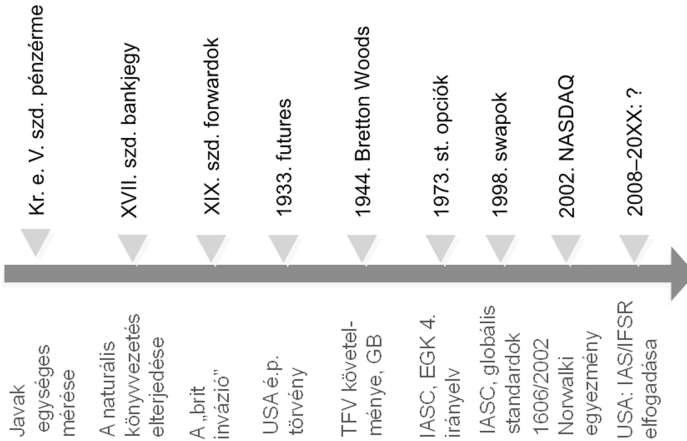 Kr. e. V. szd. pénzérme
XVII. szd. bankjegy
XIX. szd. forwardok
1933. futures
1944. Bretton Woods
1973. st. opciók
1998. swapok
2002. NASDAQ
2008–20XX: ?
Javak
egységes
mérése
A naturális
könyvvezetés
elterjedése
A „brit
invázió”
USA é.p.
törvény
TFV követel-
ménye, GB
IASC, EGK 4.
irányelv
IASC, globális
standardok
1606/2002
Norwalki
egyezmény
USA: IAS/IFSR
elfogadása